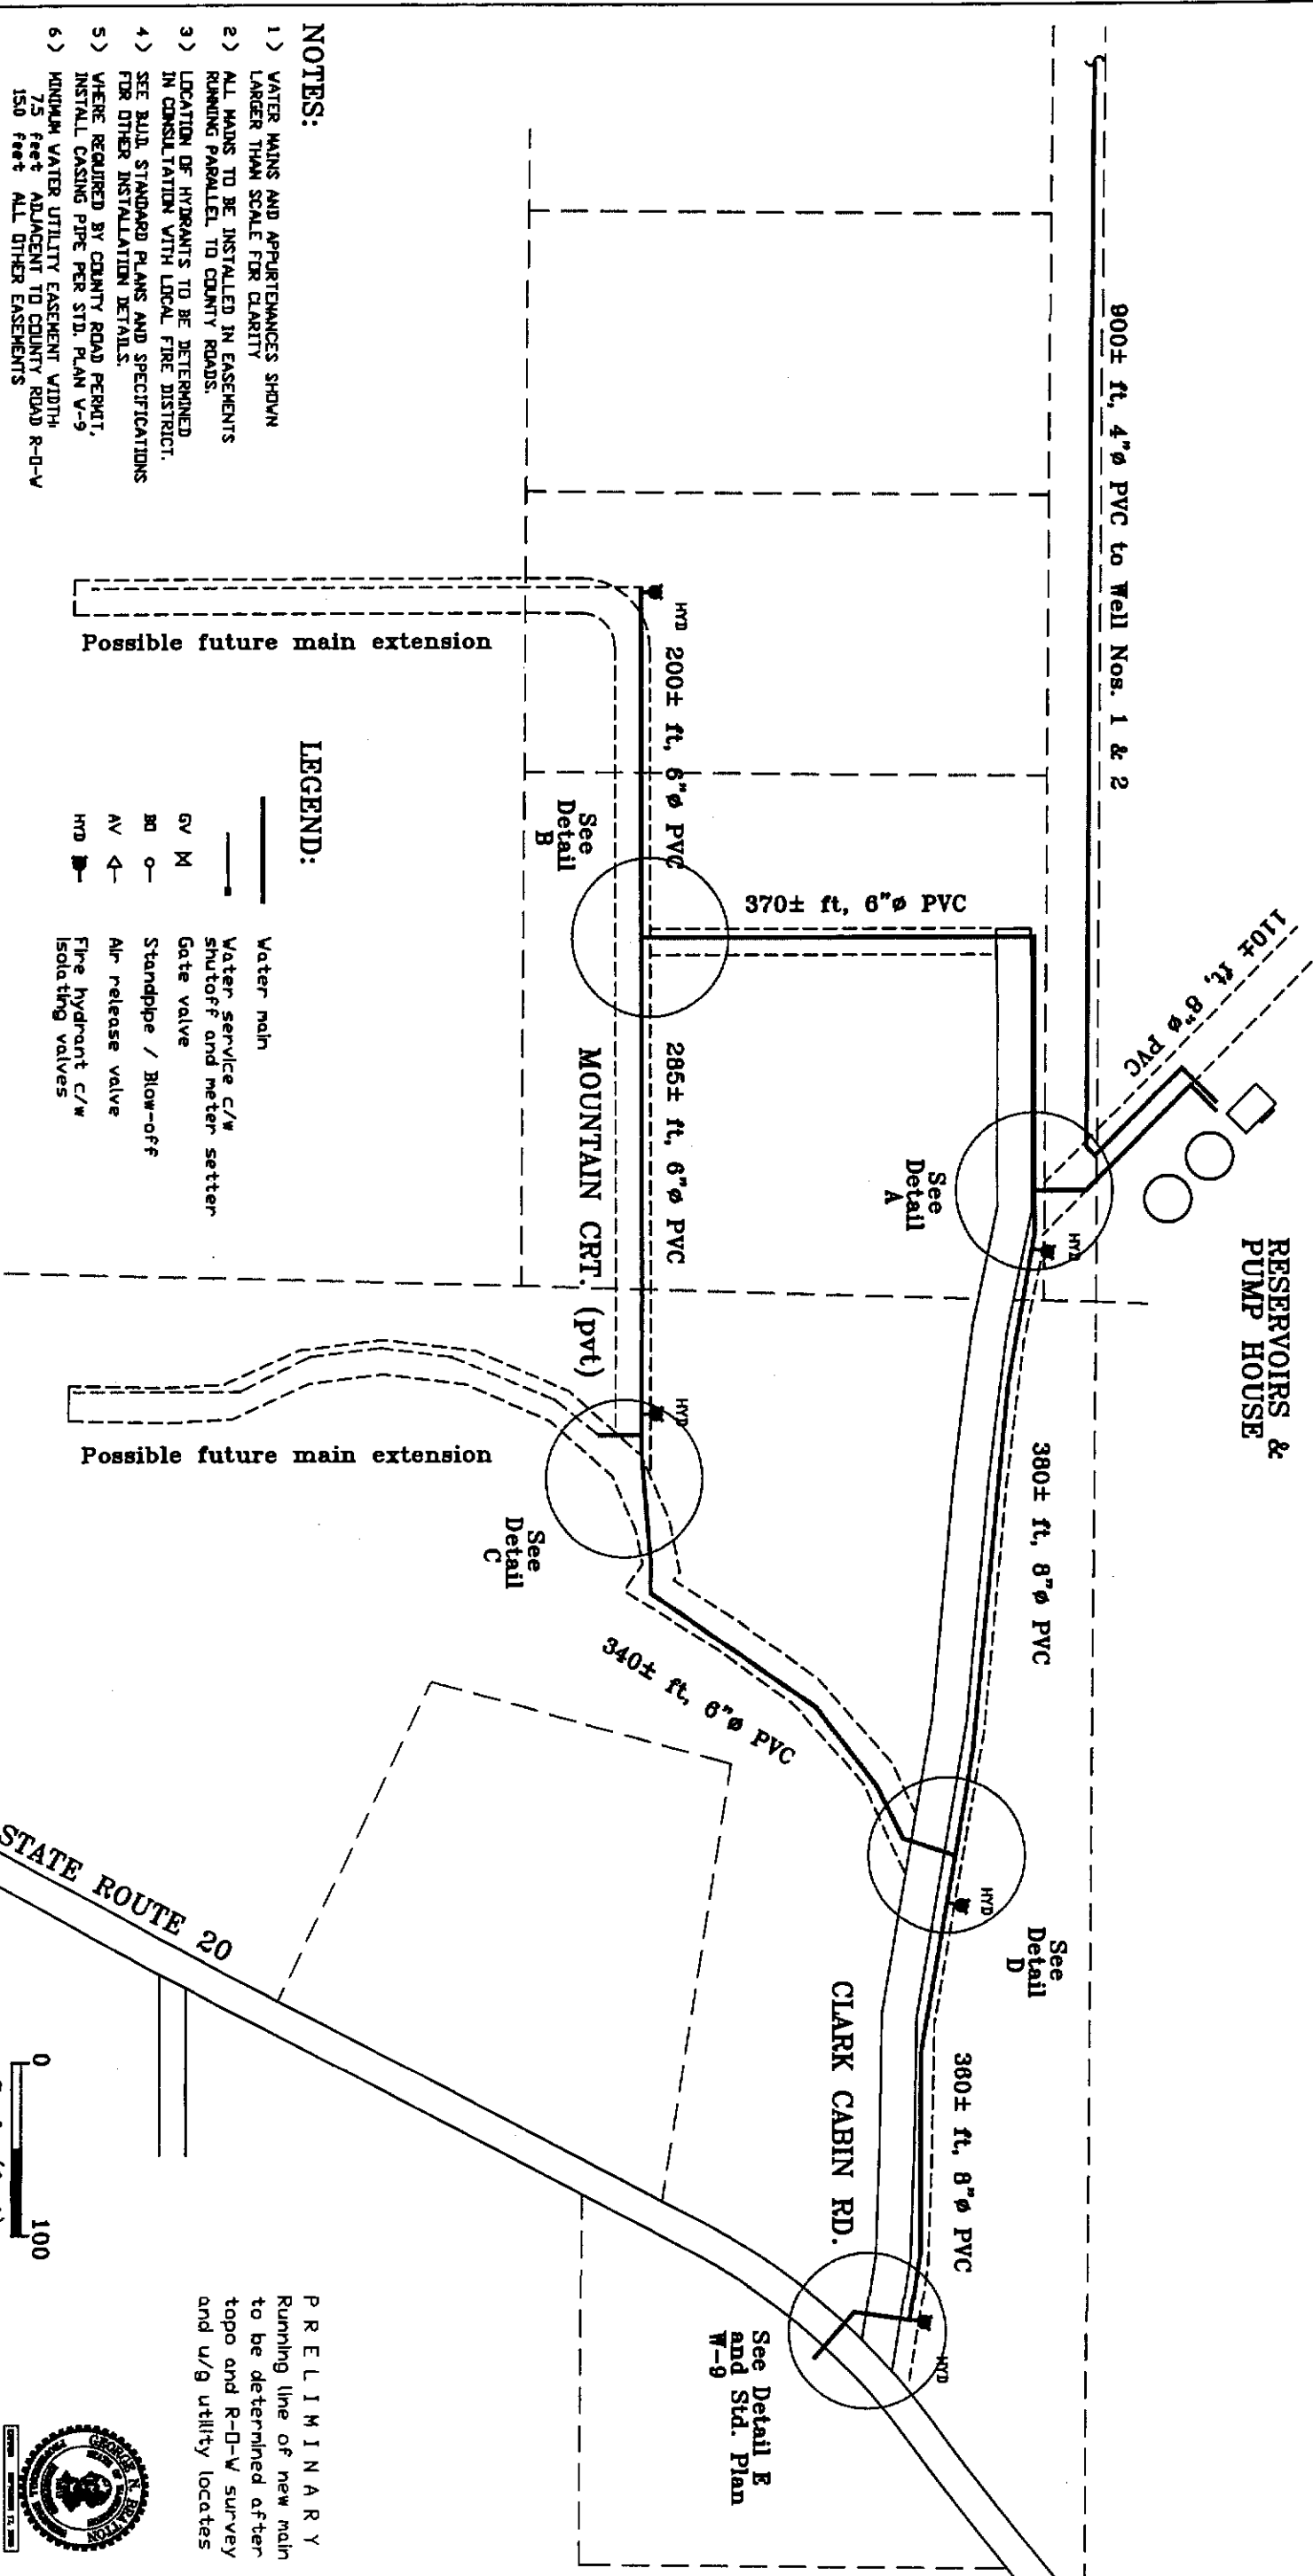 RESERVOIRS &
PUMP HOUSE
900± ft, 4"ø PVC to Well Nos. 1 & 2
110± ft, 8"ø PVC
HYD
See
Detail
A
380± ft, 8"ø PVC
See
Detail
D
HYD
360± ft, 8"ø PVC
CLARK CABIN RD.
HYD
See Detail E
and Std. Plan
W-9
370± ft, 6"ø PVC
HYD
200± ft, 6"ø PVC
See
Detail
B
285± ft, 6"ø PVC
MOUNTAIN CRT. (pvt)
HYD
See
Detail
C
340± ft, 6"ø PVC
Possible future main extension
Possible future main extension
STATE ROUTE 20
NOTES:
1) WATER MAINS AND APPURTENANCES SHOWN
LARGER THAN SCALE FOR CLARITY
2) ALL MAINS TO BE INSTALLED IN EASEMENTS
RUNNING PARALLEL TO COUNTY ROADS.
3) LOCATION OF HYDRANTS TO BE DETERMINED
IN CONSULTATION WITH LOCAL FIRE DISTRICT.
4) SEE B.U.D. STANDARD PLANS AND SPECIFICATIONS
FOR OTHER INSTALLATION DETAILS.
5) WHERE REQUIRED BY COUNTY ROAD PERMIT,
INSTALL CASING PIPE PER STD. PLAN W-9
6) MINIMUM WATER UTILITY EASEMENT WIDTH:
7.5 feet ADJACENT TO COUNTY ROAD R-O-W
15.0 feet ALL OTHER EASEMENTS
LEGEND:
Water main
Water service c/w
shutoff and meter setter
GV Gate valve
BO Standpipe / Blow-off
AV Air release valve
HYD Fire hydrant c/w
isolating valves
0 100
PRELIMINARY
Running line of new main
to be determined after
topo and R-O-W survey
and u/g utility locates
GEORGE N. BRATTON